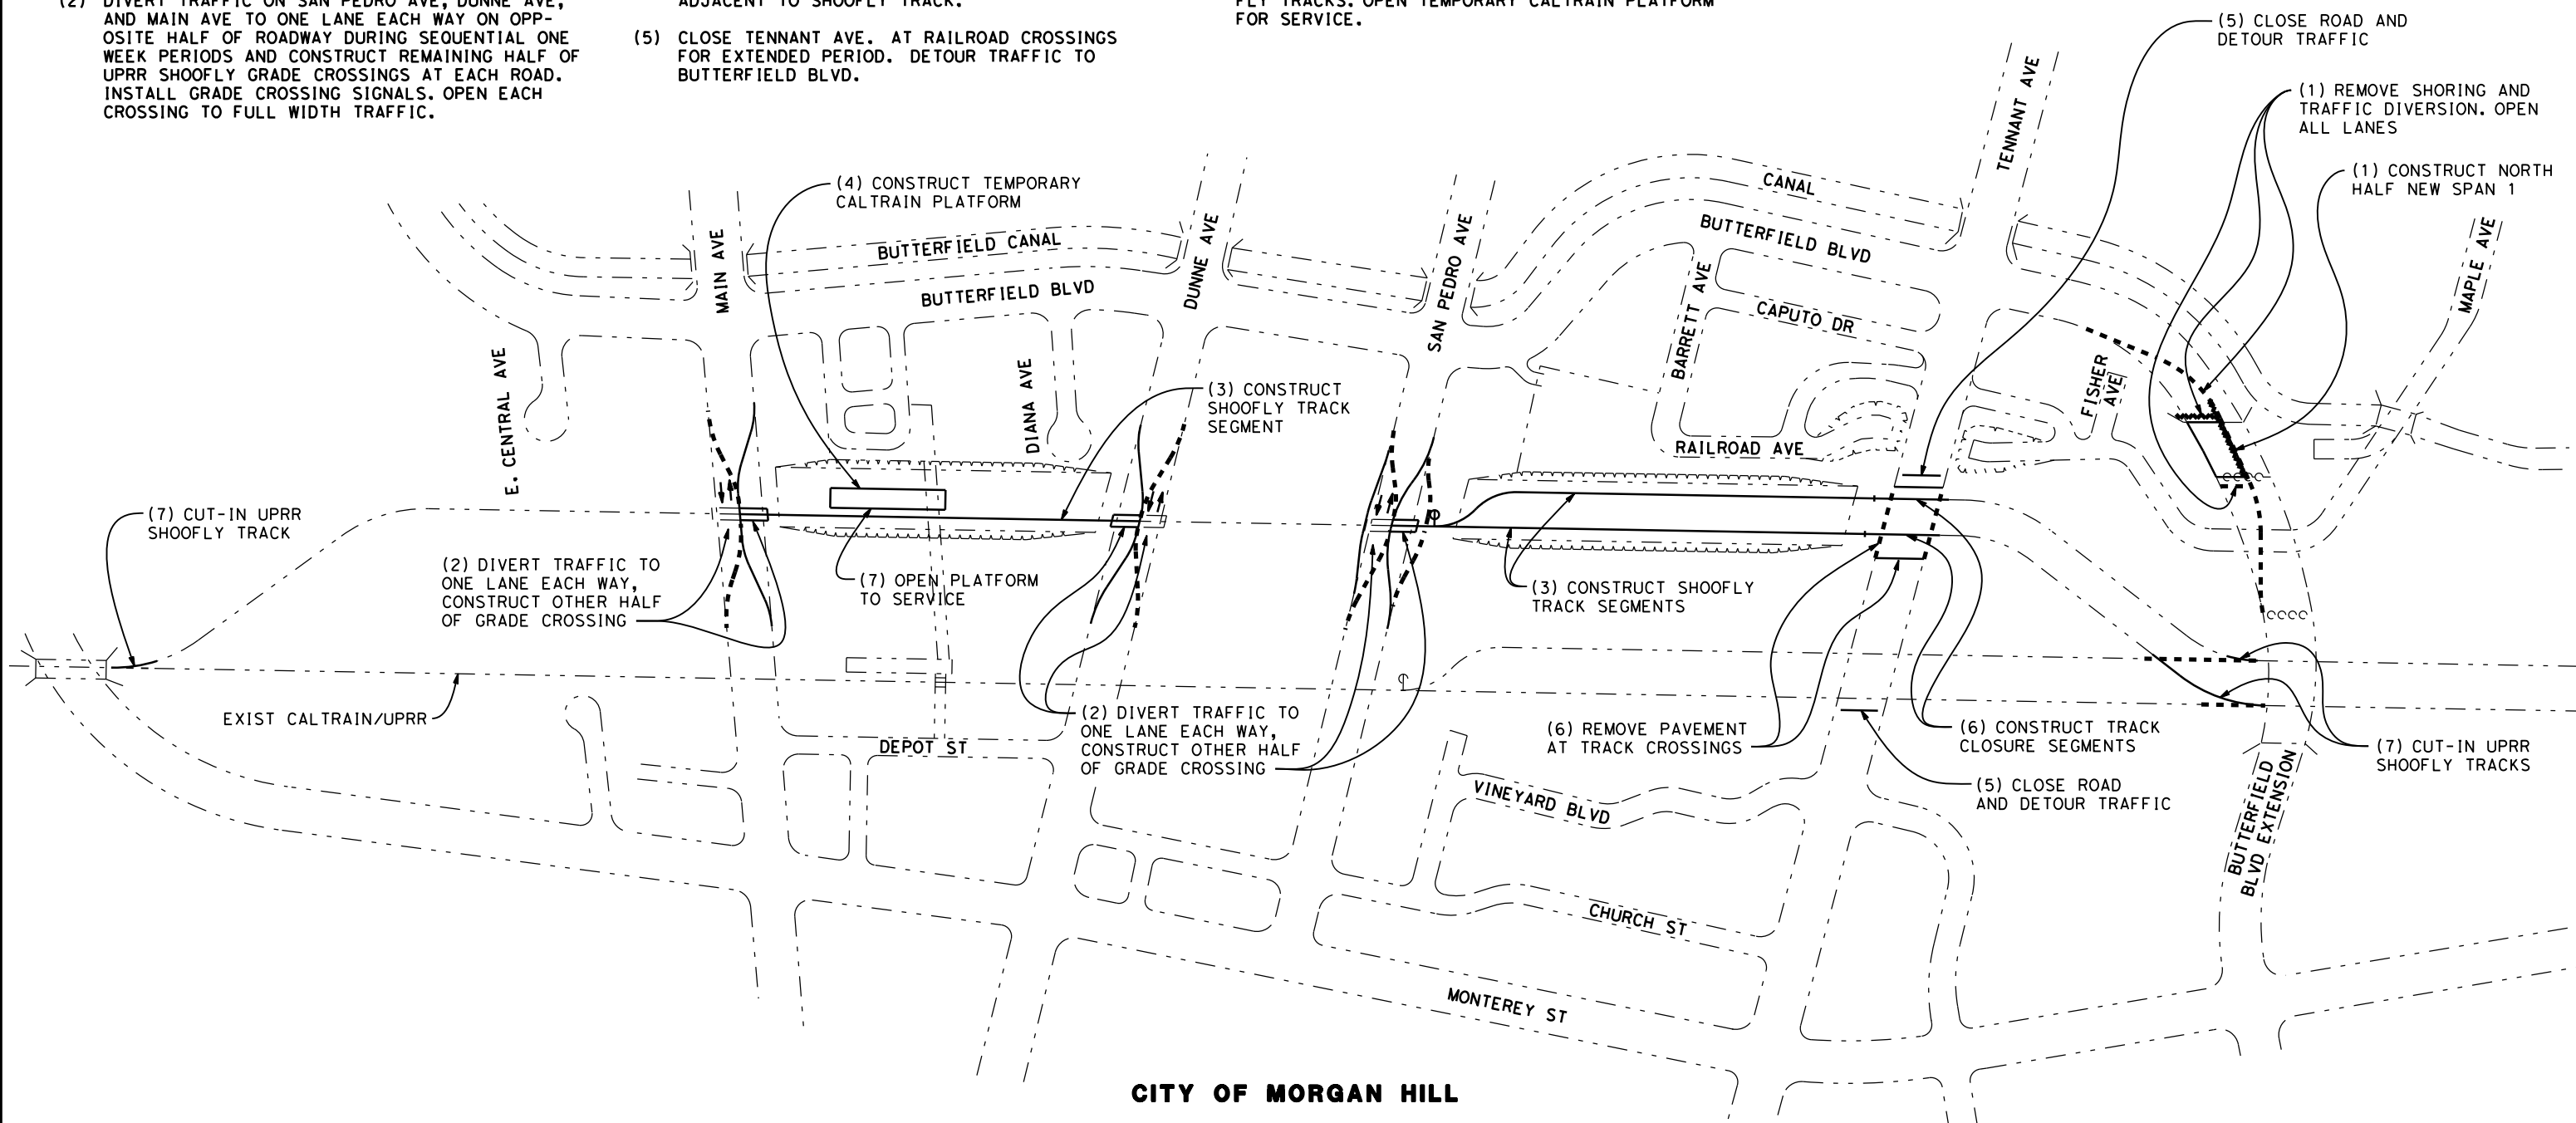 (2) DIVERT TRAFFIC ON SAN PEDRO AVE, DUNNE AVE,
AND MAIN AVE TO ONE LANE EACH WAY ON OPP-
OSITE HALF OF ROADWAY DURING SEQUENTIAL ONE
WEEK PERIODS AND CONSTRUCT REMAINING HALF OF
UPRR SHOOFLY GRADE CROSSINGS AT EACH ROAD.
INSTALL GRADE CROSSING SIGNALS. OPEN EACH
CROSSING TO FULL WIDTH TRAFFIC.
ADJACENT TO SHOOFLY TRACK.
(5) CLOSE TENNANT AVE. AT RAILROAD CROSSINGS
FOR EXTENDED PERIOD. DETOUR TRAFFIC TO
BUTTERFIELD BLVD.
FLY TRACKS. OPEN TEMPORARY CALTRAIN PLATFORM
FOR SERVICE.
(5) CLOSE ROAD AND
DETOUR TRAFFIC
(1) REMOVE SHORING AND
TRAFFIC DIVERSION. OPEN
ALL LANES
(1) CONSTRUCT NORTH
HALF NEW SPAN 1
(4) CONSTRUCT TEMPORARY
CALTRAIN PLATFORM
TENNANT AVE
CANAL
BUTTERFIELD BLVD
BUTTERFIELD CANAL
BUTTERFIELD BLVD
MAIN AVE
DUNNE AVE
SAN PEDRO AVE
BARRETT AVE
CAPUTO DR
MAPLE AVE
FISHER
AVE
E. CENTRAL AVE
DIANA AVE
(3) CONSTRUCT
SHOOFLY TRACK
SEGMENT
RAILROAD AVE
(7) CUT-IN UPRR
SHOOFLY TRACK
(2) DIVERT TRAFFIC TO
ONE LANE EACH WAY,
CONSTRUCT OTHER HALF
OF GRADE CROSSING
(7) OPEN PLATFORM
TO SERVICE
(3) CONSTRUCT SHOOFLY
TRACK SEGMENTS
EXIST CALTRAIN/UPRR
DEPOT ST
(2) DIVERT TRAFFIC TO
ONE LANE EACH WAY,
CONSTRUCT OTHER HALF
OF GRADE CROSSING
(6) REMOVE PAVEMENT
AT TRACK CROSSINGS
(6) CONSTRUCT TRACK
CLOSURE SEGMENTS
(7) CUT-IN UPRR
SHOOFLY TRACKS
(5) CLOSE ROAD
AND DETOUR TRAFFIC
VINEYARD BLVD
BUTTERFIELD
BLVD EXTENSION
CHURCH ST
MONTEREY ST
CITY OF MORGAN HILL